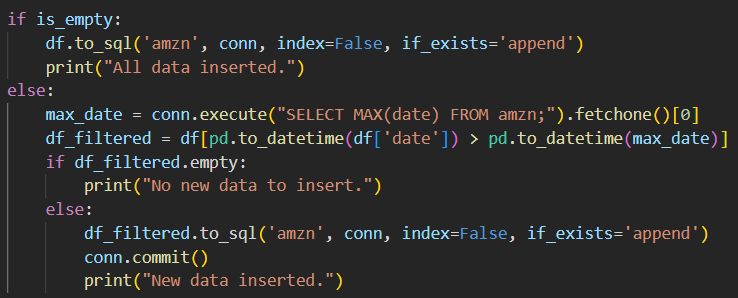 if is_empty:
    df.to_sql('amzn', conn, index=False, if_exists='append')
    print("All data inserted.")
else:
    max_date = conn.execute("SELECT MAX(date) FROM amzn;").fetchone()[0]
    df_filtered = df[pd.to_datetime(df['date']) > pd.to_datetime(max_date)]
    if df_filtered.empty:
        print("No new data to insert.")
    else:
        df_filtered.to_sql('amzn', conn, index=False, if_exists='append')
        conn.commit()
        print("New data inserted.")